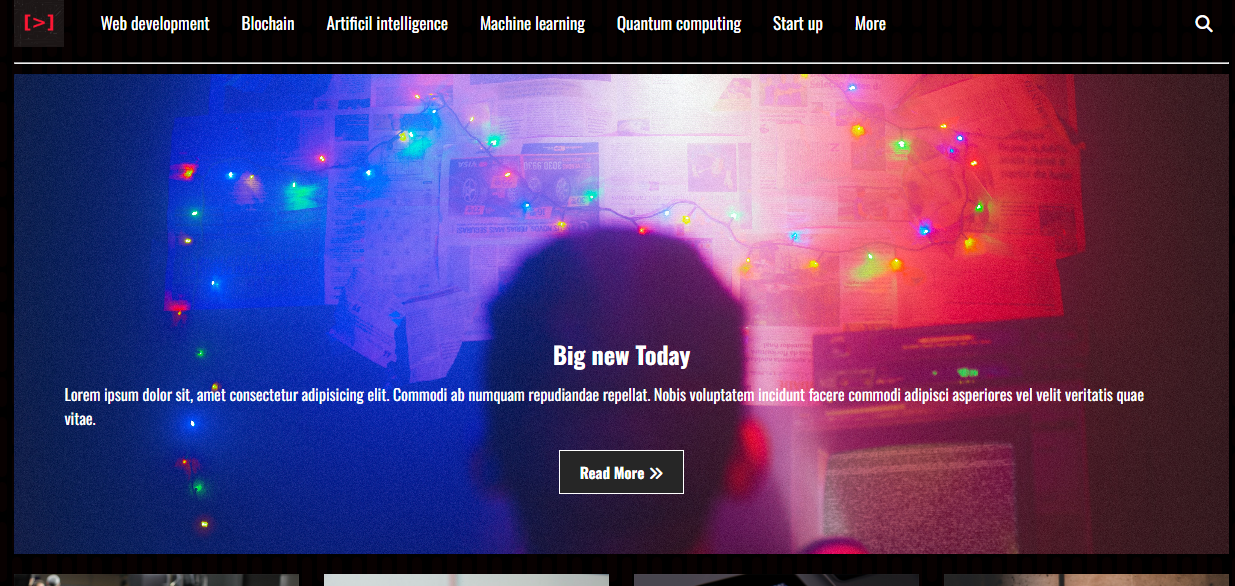 [>]
Web development Blochain Artificil intelligence Machine learning Quantum computing Start up More
Big new Today
Lorem ipsum dolor sit, amet consectetur adipisicing elit. Commodi ab numquam repudiandae repellat. Nobis voluptatem incidunt facere commodi adipisci asperiores vel velit veritatis quae
vitae.
Read More